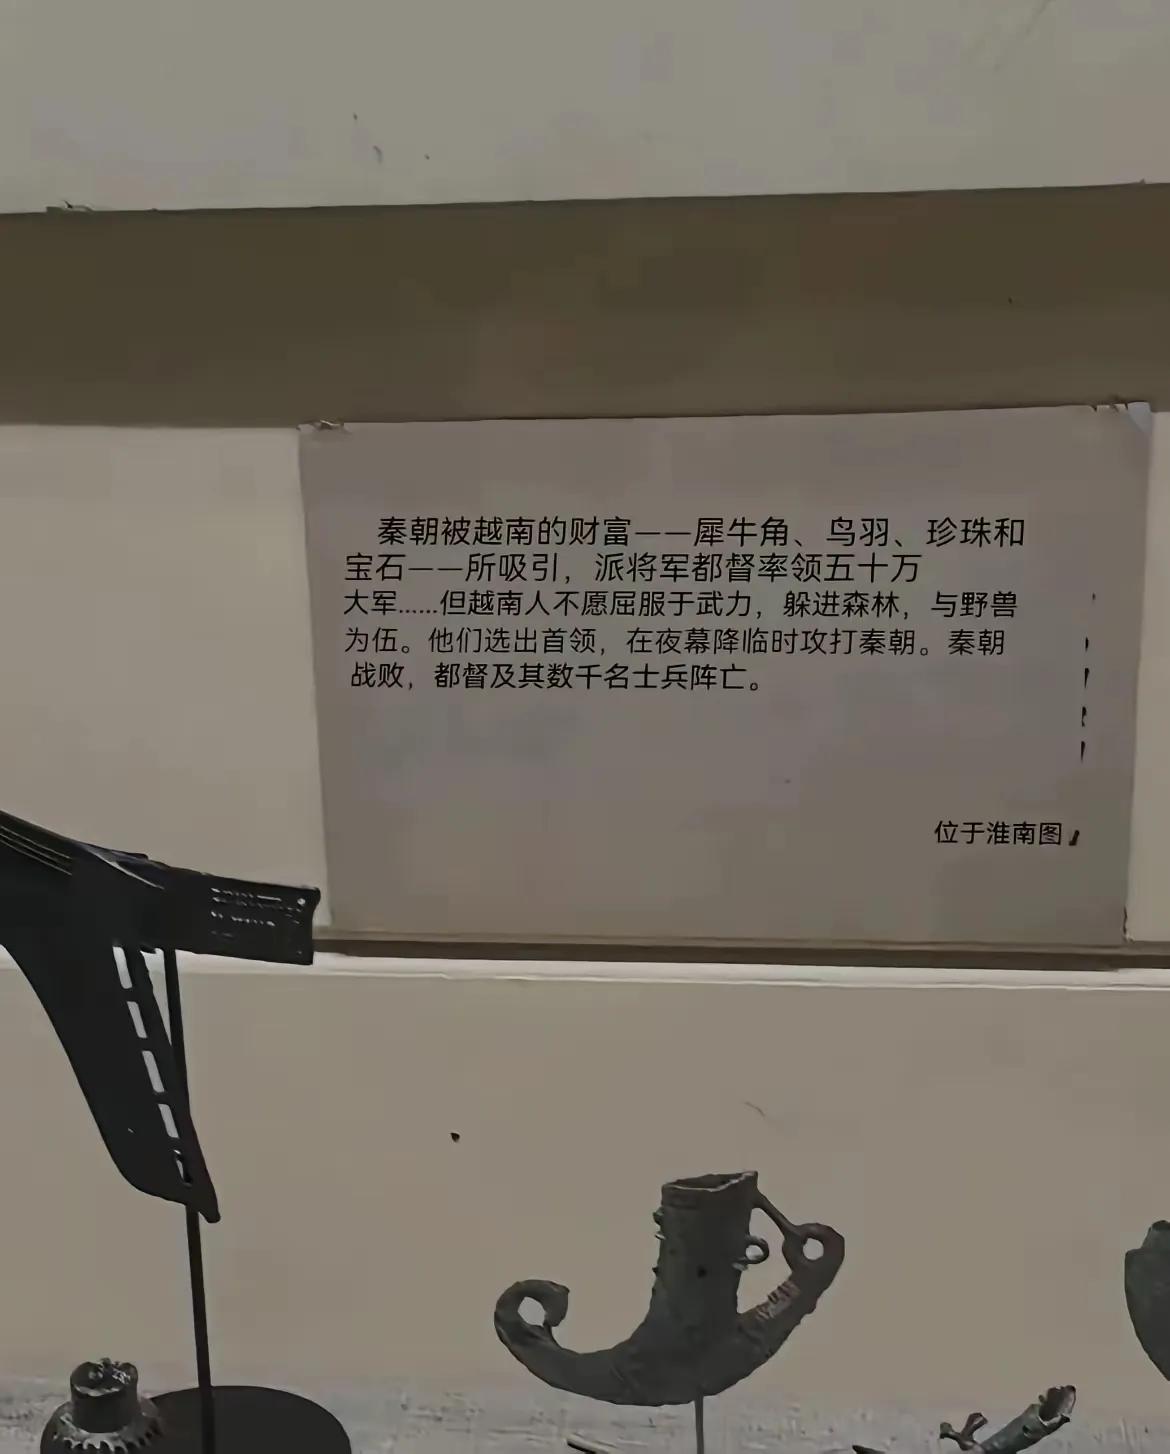 秦朝被越南的财富——犀牛角、鸟羽、珍珠和
宝石——所吸引，派将军都督率领五十万
大军......但越南人不愿屈服于武力，躲进森林，与野兽
为伍。他们选出首领，在夜幕降临时攻打秦朝。秦朝
战败，都督及其数千名士兵阵亡。
位于淮南图